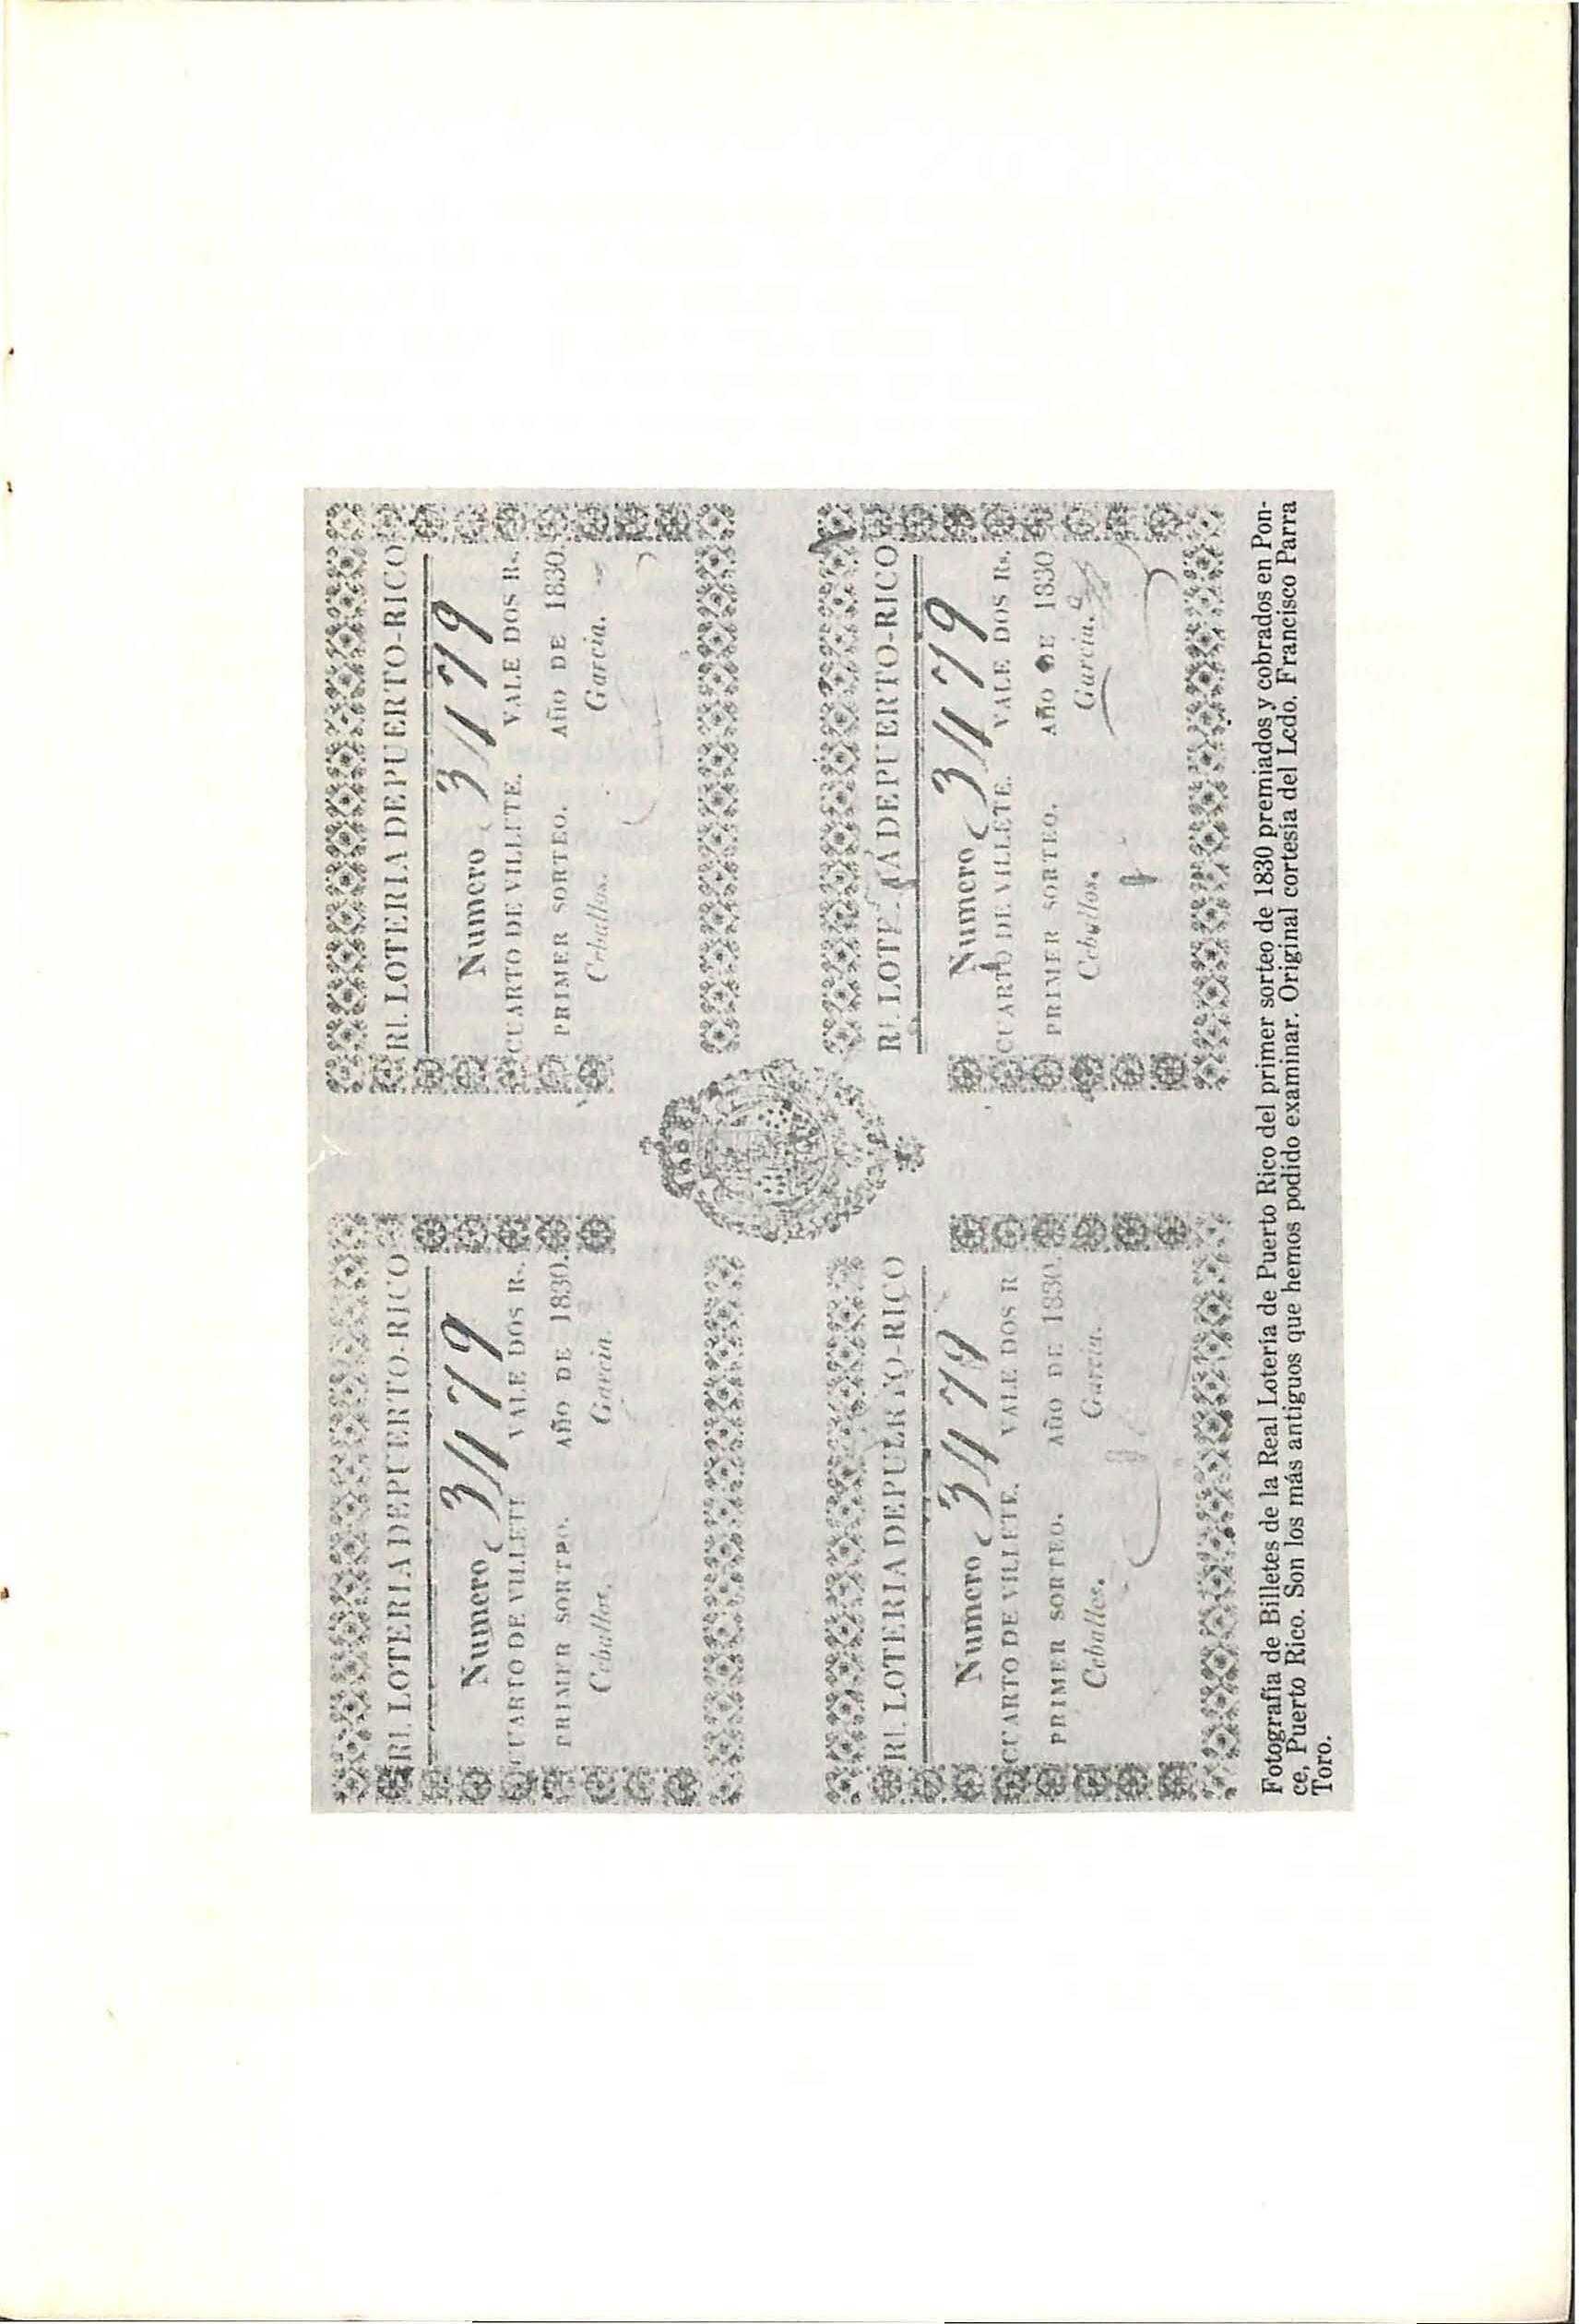 RL. LOTERIA DE PUERTO-RICO
Numero 3479
CUARTO DE VILLETE. VALE DOS Rs.
PRIMER SORTEO. Año DE 1830.
Ceballos. Garcia.
RL. LOTERIA DE PUERTO-RICO
Numero 3479
CUARTO DE VILLETE. VALE DOS Rs.
PRIMER SORTEO. Año DE 1830.
Ceballos. Garcia.
RL. LOTERIA DE PUERTO-RICO
Numero 3479
CUARTO DE VILLETE. VALE DOS R
PRIMER SORTEO. Año DE 1830.
Ceballos. Garcia.
RL. LOTERIA DE PUERTO-RICO
Numero 3479
CUARTO DE VILLETE. VALE DOS Rs.
PRIMER SORTEO. Año DE 1830
Ceballos. Garcia.
Fotografía de Billetes de la Real Lotería de Puerto Rico del primer sorteo de 1830 premiados y cobrados en Pon-
ce, Puerto Rico. Son los más antiguos que hemos podido examinar. Original cortesía del Lcdo. Francisco Parra
Toro.